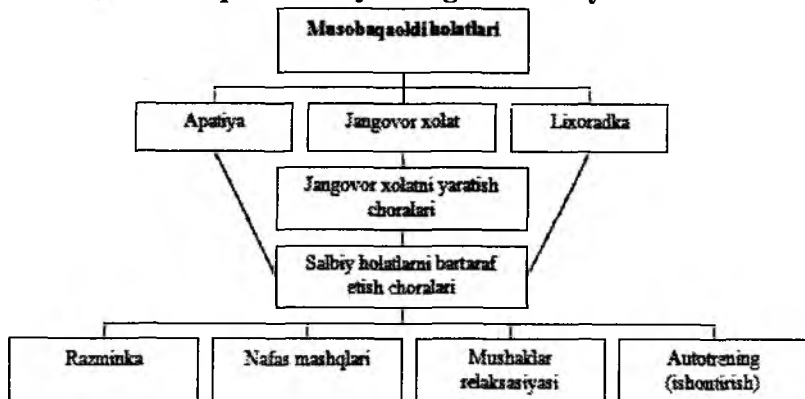 Musobaqaoldi holatlari
Apatiya
Jangovor xolat
Lixoradka
Jangovor xolatni yaratish
choralari
Salbiy holatlarni bartaraf
etish choralari
Razminka
Nafas mashqlari
Mushaklar
relaksasiyasi
Autotrening
(ishontirish)